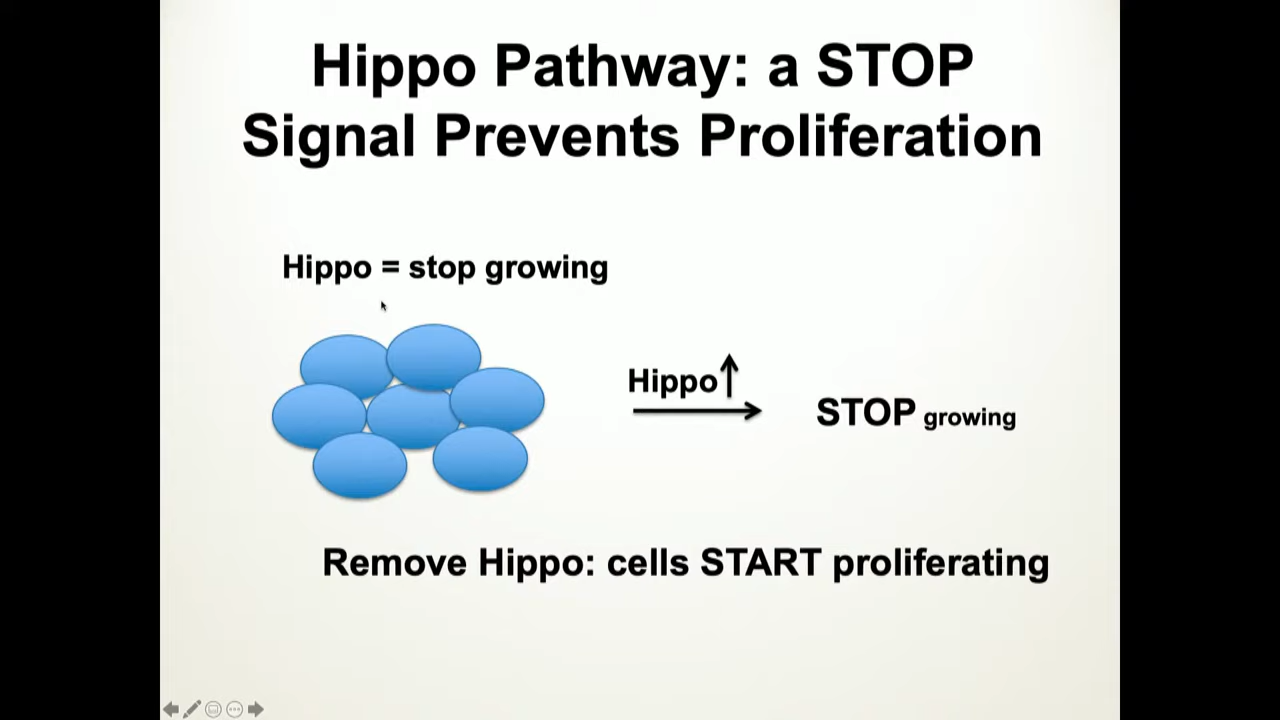 Hippo Pathway: a STOP
Signal Prevents Proliferation
Hippo = stop growing
Hippo
STOP growing
Remove Hippo: cells START proliferating